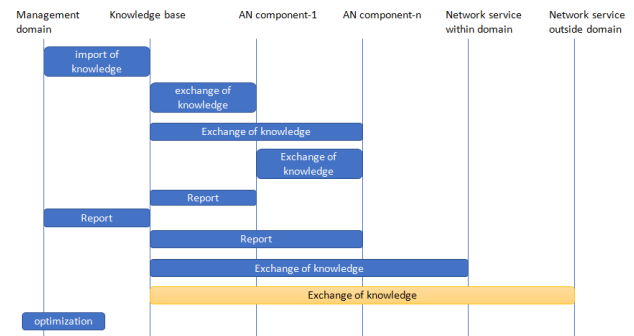 Management
domain
Knowledge base
AN component-1
AN component-n
Network service
within domain
Network service
outside domain
import of
knowledge
exchange of
knowledge
Exchange of knowledge
Exchange of
knowledge
Report
Report
Report
Exchange of knowledge
Exchange of knowledge
optimization